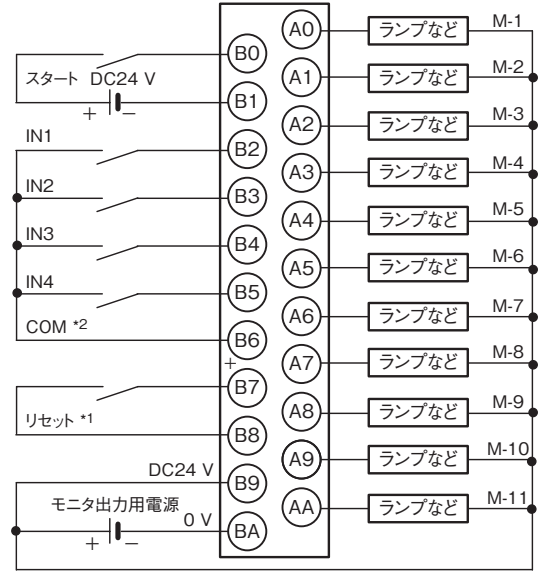 A0 ランプなど M-1
B0
スタート DC24 V
A1 ランプなど M-2
B1
+ −
A2 ランプなど M-3
IN1
B2
A3 ランプなど M-4
IN2
B3
A4 ランプなど M-5
IN3
B4
A5 ランプなど M-6
IN4
B5
A6 ランプなど M-7
COM *2
B6
+
A7 ランプなど M-8
B7
リセット *1
A8 ランプなど M-9
B8
A9 ランプなど M-10
DC24 V
B9
モニタ出力用電源
AA ランプなど M-11
0 V
BA
+ −